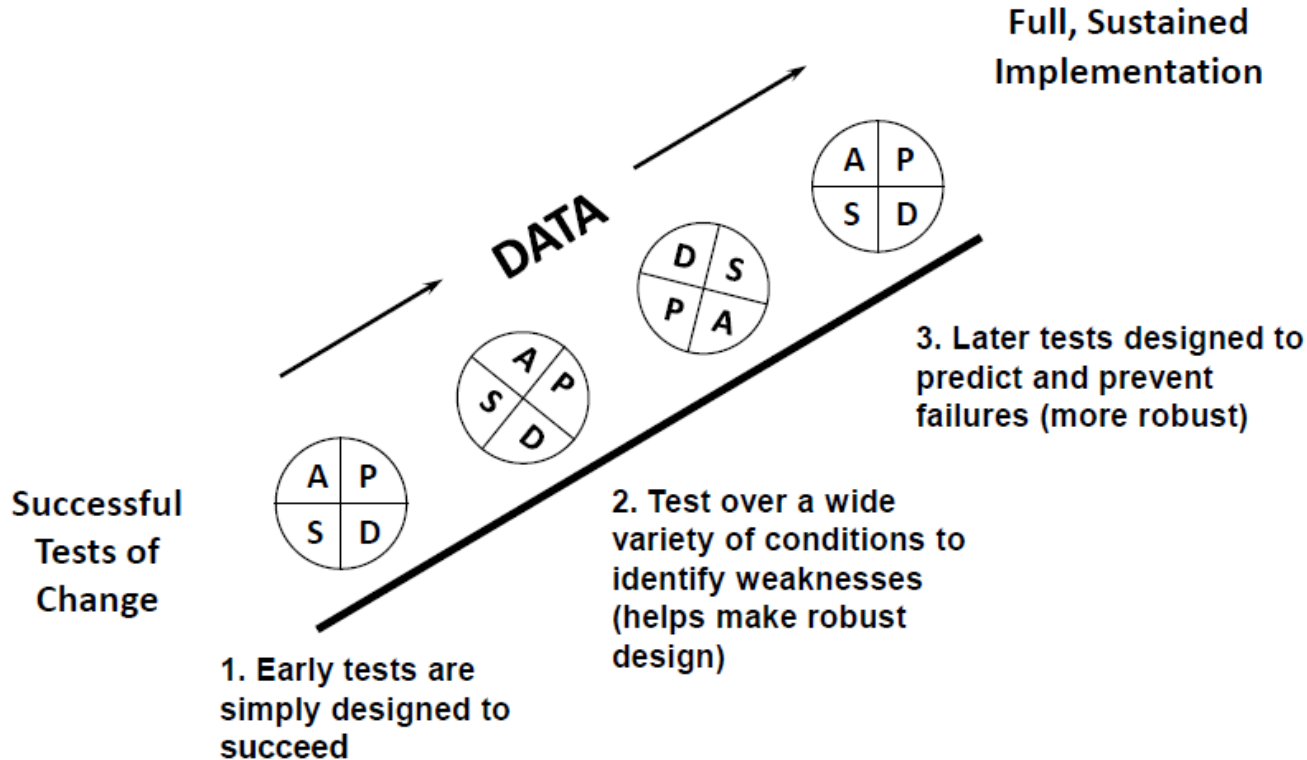 Full, Sustained
Implementation
DATA
A P
S D
D S
P A
A P
S D
A P
S D
Successful
Tests of
Change
3. Later tests designed to
predict and prevent
failures (more robust)
2. Test over a wide
variety of conditions to
identify weaknesses
(helps make robust
design)
1. Early tests are
simply designed to
succeed